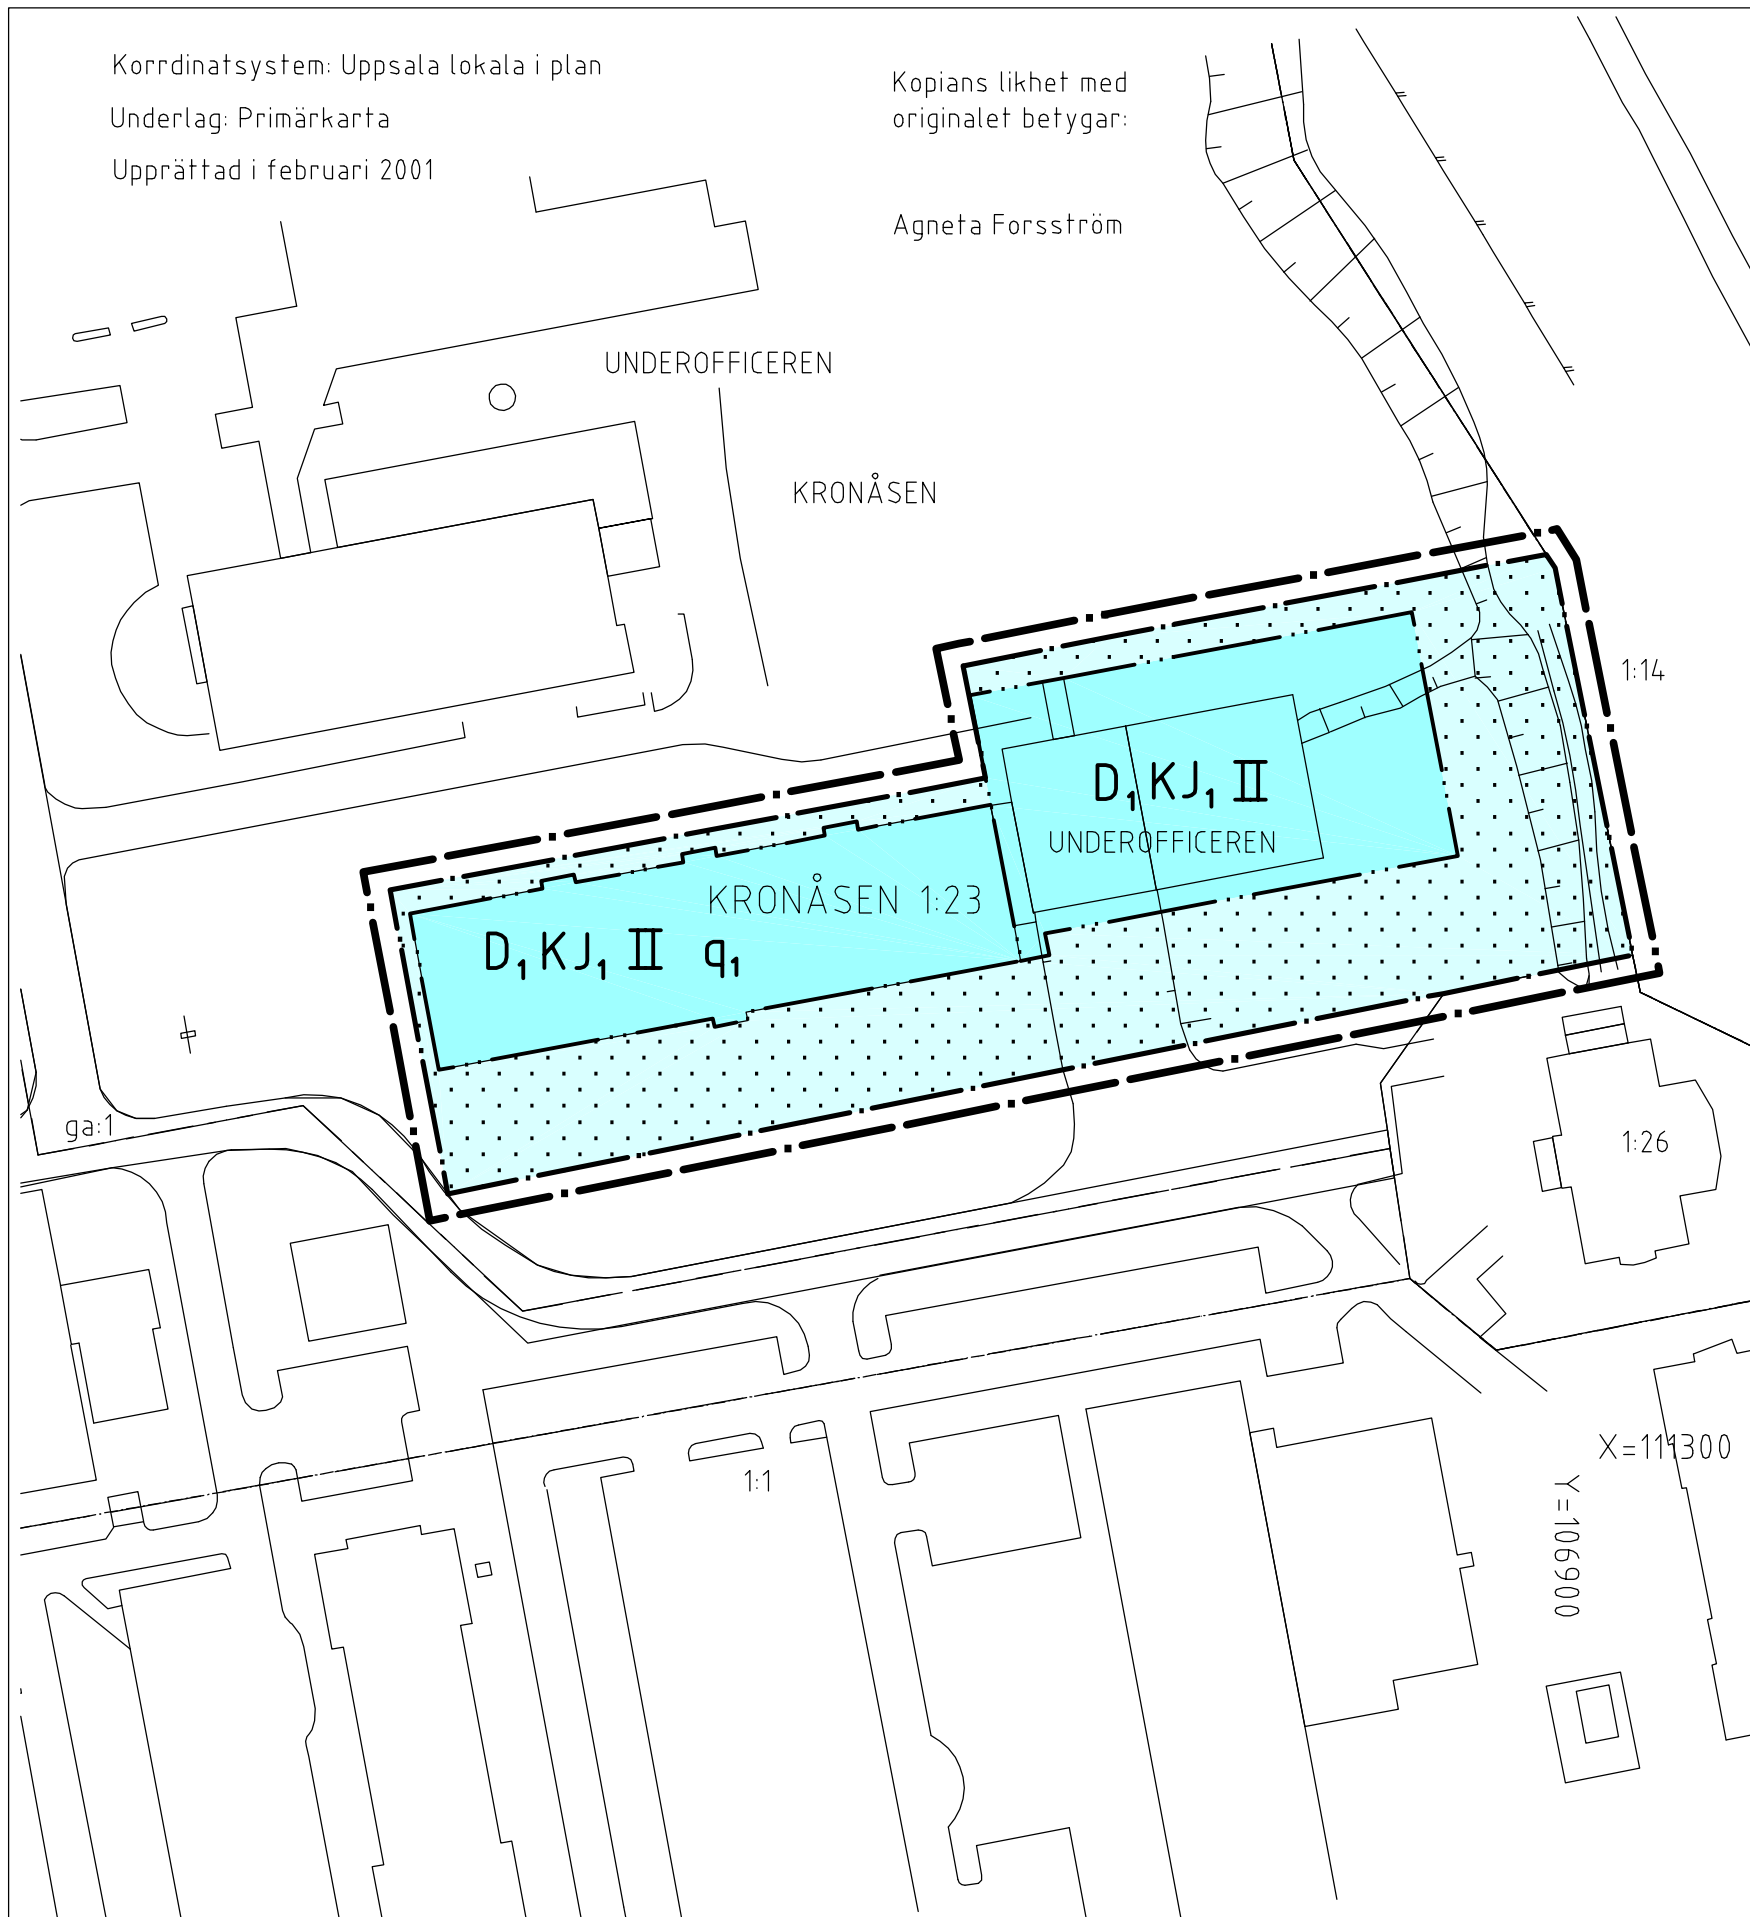 Korrdinatsystem: Uppsala lokala i plan
Underlag: Primärkarta
Upprättad i februari 2001
Kopians likhet med
originalet betygar:
Agneta Forsström
UNDEROFFICEREN
KRONÅSEN
1:14
D₁ KJ₁ II
UNDEROFFICEREN
KRONÅSEN 1:23
D₁ KJ₁ II q₁
ga:1
1:26
X=111300
1:1
Y=106900